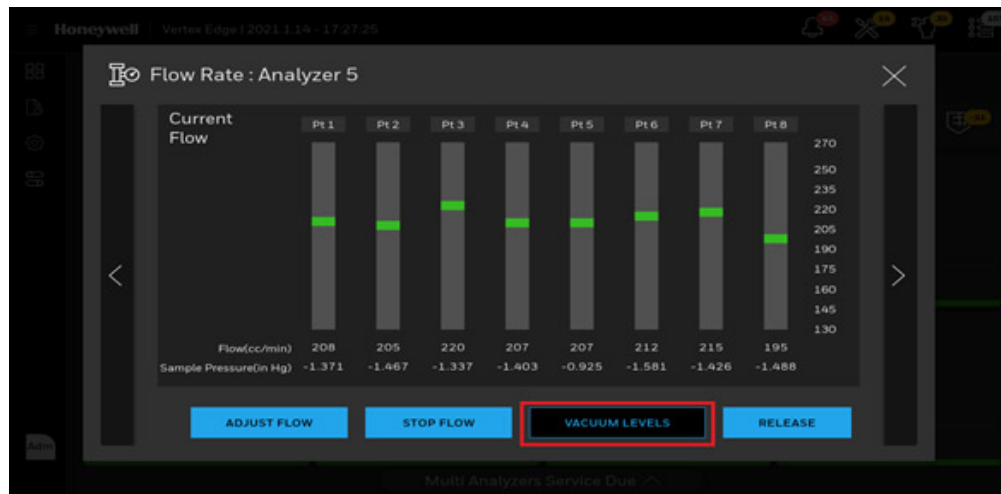 Honeywell Vertex Edge | 2021.1.14 - 17:27:25
Flow Rate : Analyzer 5
Current
Flow
Pt 1 Pt 2 Pt 3 Pt 4 Pt 5 Pt 6 Pt 7 Pt 8
270
250
235
220
205
190
175
160
145
130
Flow(cc/min) 208 205 220 207 207 212 215 195
Sample Pressure(in Hg) -1.371 -1.467 -1.337 -1.403 -0.925 -1.581 -1.426 -1.488
ADJUST FLOW STOP FLOW VACUUM LEVELS RELEASE
Adm
Multi Analyzers Service Due